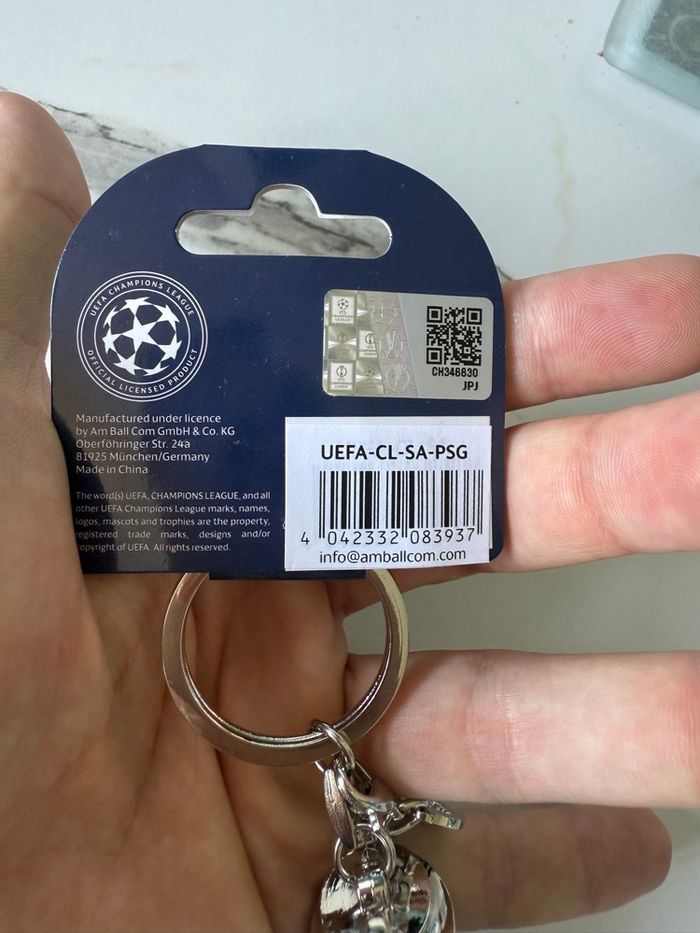 UEFA CHAMPIONS LEAGUE
OFFICIAL LICENSED PRODUCT
CH346630
JPJ
Manufactured under licence
by Am Ball Com GmbH & Co. KG
Oberföhringer Str. 24a
81925 München/Germany
Made in China
The word(s) UEFA, CHAMPIONS LEAGUE, and all
other UEFA Champions League marks, names,
logos, mascots and trophies are the property,
registered trade marks, designs and/or
copyright of UEFA. All rights reserved.
UEFA-CL-SA-PSG
4 042332 083937
info@amballcom.com